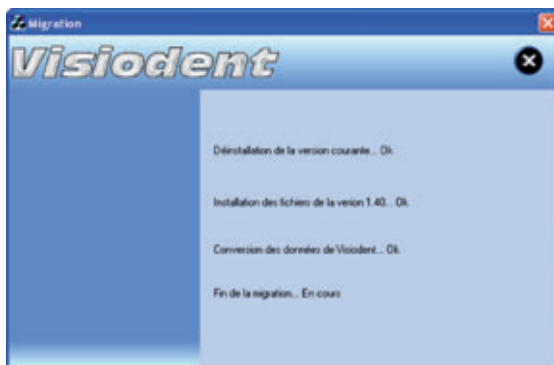 Migration
Visiodent
Désinstallation de la version courante... Ok
Installation des fichiers de la verion 1.40... Ok
Conversion des données de Visiodent... Ok
Fin de la migration... En cours